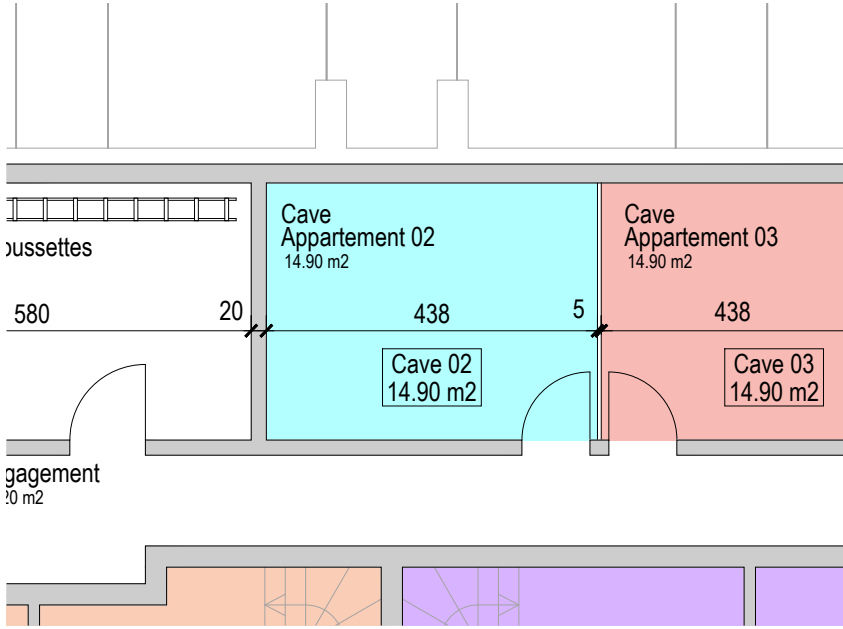 Cave
Appartement 02
14.90 m2
Cave
Appartement 03
14.90 m2
oussettes
580
20
438
5
438
Cave 02
14.90 m2
Cave 03
14.90 m2
gagement
20 m2